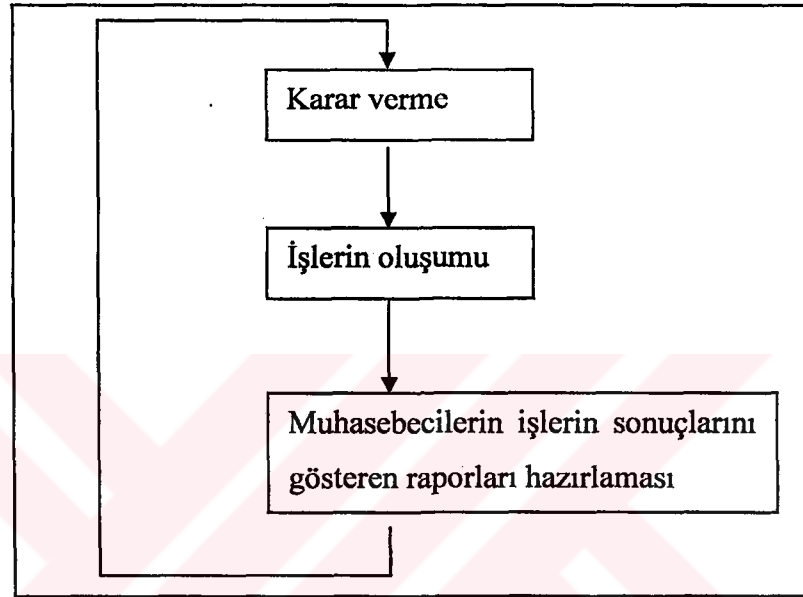 Karar verme
İşlerin oluşumu
Muhasebecilerin işlerin sonuçlarını
gösteren raporları hazırlaması